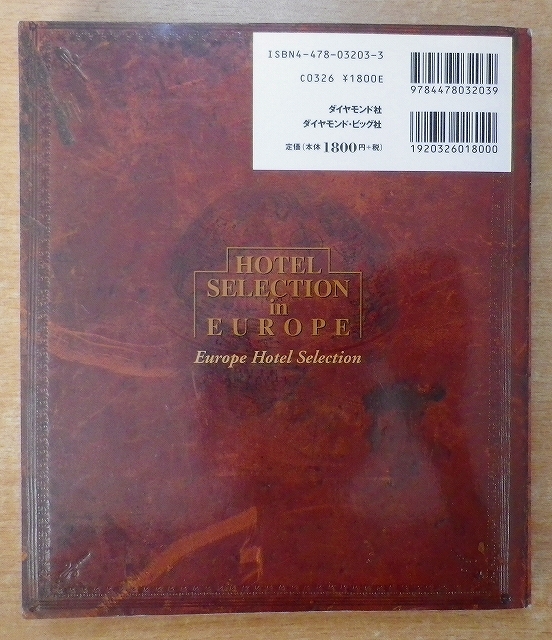 ISBN4-478-03203-3
C0326 ¥1800E
9784478032039
ダイヤモンド社
ダイヤモンド・ビッグ社
定価(本体1800円+税)
1920326018000
HOTEL
SELECTION
in
EUROPE
Europe Hotel Selection